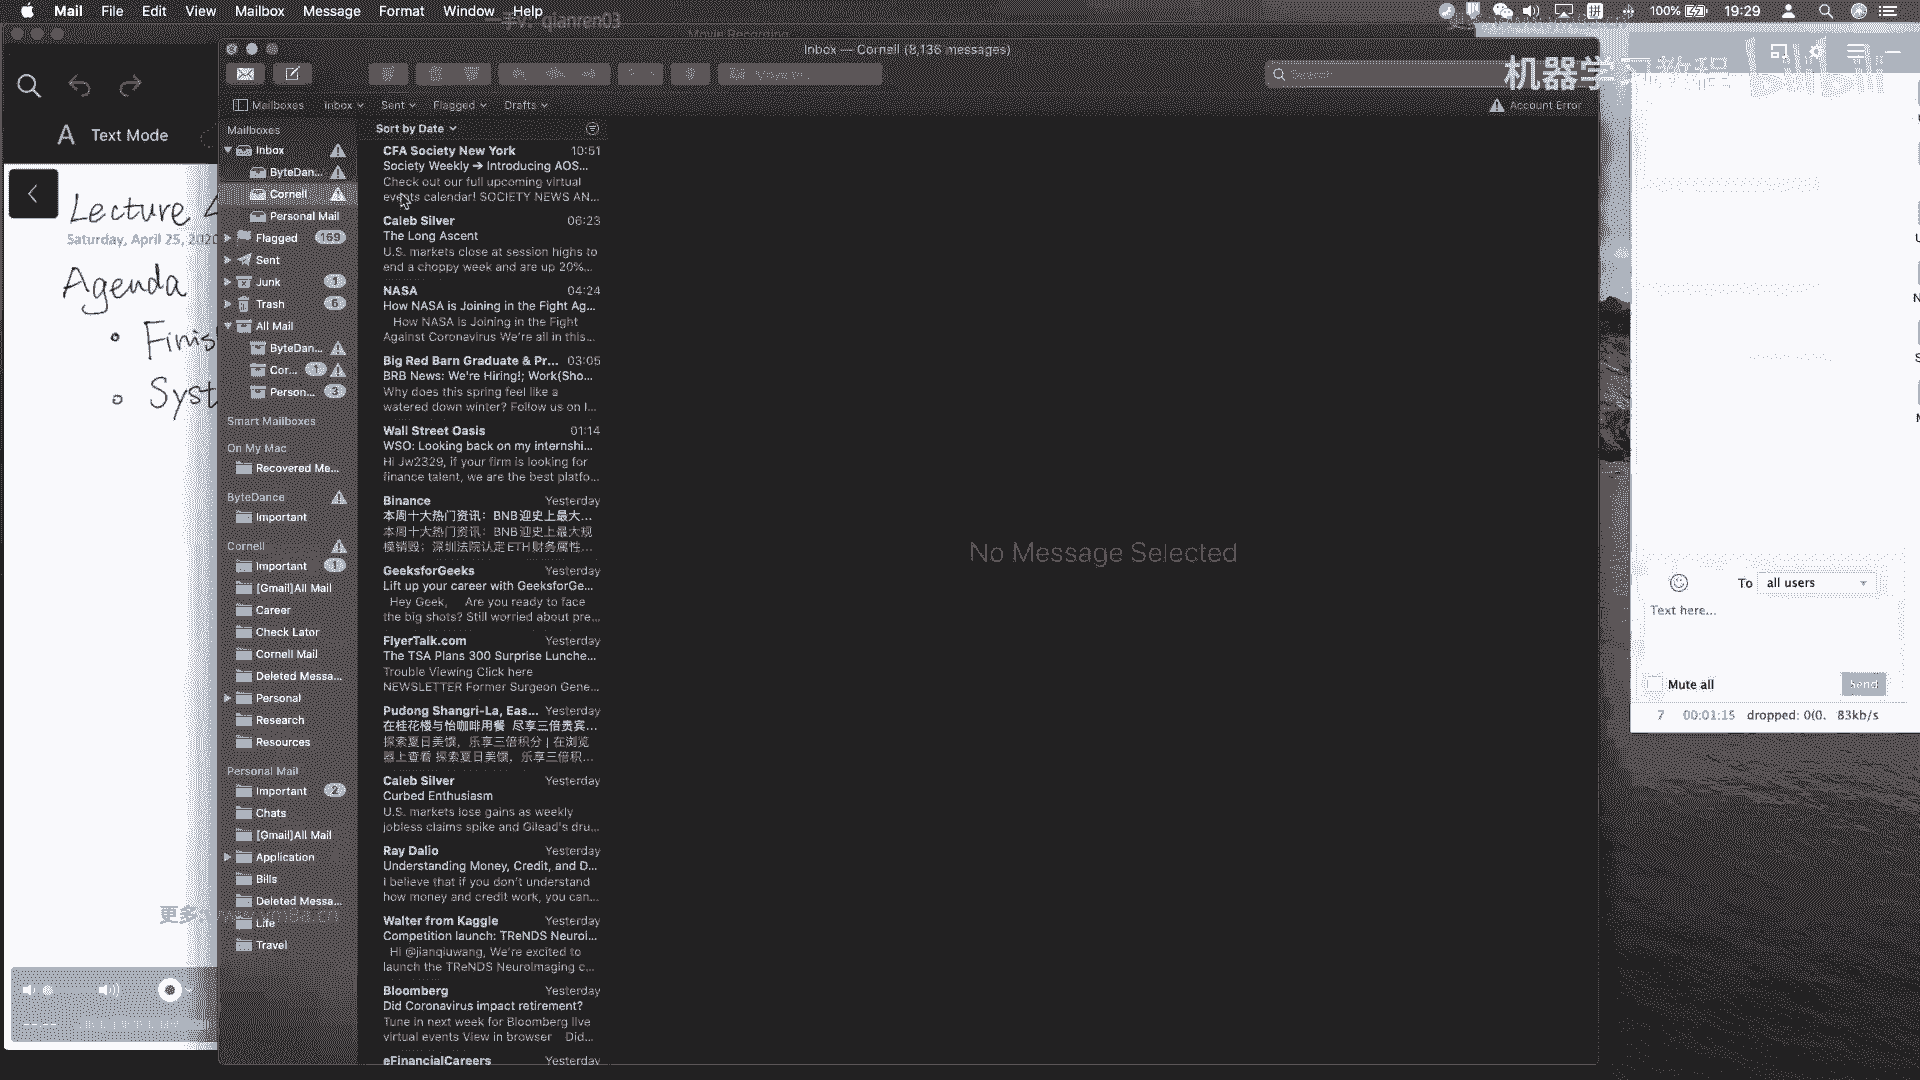 Mail File Edit View Mailbox Message Format Window Help
100% 19:29
qianren03
Movie Recording
Inbox — Cornell (8,136 messages)
Search
机器学习教程
bilibili
Mailboxes Inbox Sent Flagged Drafts
Account Error
Text Mode
Lecture
Saturday, April 25, 2020
Agenda
• Finis
• Syst
Mailboxes
Inbox
ByteDan...
Cornell
Personal Mail
Flagged 169
Sent
Junk 1
Trash 6
All Mail
ByteDan...
Cor... 1
Person... 3
Smart Mailboxes
On My Mac
Recovered Me...
ByteDance
Important
Cornell
Important 1
[Gmail]All Mail
Career
Check Lator
Cornell Mail
Deleted Messa...
Personal
Research
Resources
Personal Mail
Important 2
Chats
[Gmail]All Mail
Application
Bills
Deleted Messa...
更多
Life
Travel
Sort by Date
CFA Society New York 10:51
Society Weekly → Introducing AOS...
Check out our full upcoming virtual
events calendar! SOCIETY NEWS AN...
Caleb Silver 06:23
The Long Ascent
U.S. markets close at session highs to
end a choppy week and are up 20%...
NASA 04:24
How NASA is Joining in the Fight Ag...
How NASA is Joining in the Fight
Against Coronavirus We're all in this...
Big Red Barn Graduate & Pr... 03:05
BRB News: We're Hiring!; Work(Sho...
Why does this spring feel like a
watered down winter? Follow us on I...
Wall Street Oasis 01:14
WSO: Looking back on my internshi...
Hi Jw2329, if your firm is looking for
finance talent, we are the best platfo...
Binance Yesterday
本周十大热门资讯：BNB迎史上最大...
本周十大热门资讯：BNB迎史上最大规
模销毁；深圳法院认定ETH财务属性...
GeeksforGeeks Yesterday
Lift up your career with GeeksforGe...
Hey Geek, Are you ready to face
the big shots? Still worried about pre...
FlyerTalk.com Yesterday
The TSA Plans 300 Surprise Lunche...
Trouble Viewing Click here
NEWSLETTER Former Surgeon Gene...
Pudong Shangri-La, Eas... Yesterday
在桂花楼与怡咖啡用餐 尽享三倍贵宾...
探索夏日美馔，乐享三倍积分 | 在浏览
器上查看 探索夏日美馔，乐享三倍积...
Caleb Silver Yesterday
Curbed Enthusiasm
U.S. markets lose gains as weekly
jobless claims spike and Gilead's dru...
Ray Dalio Yesterday
Understanding Money, Credit, and D...
I believe that if you don't understand
how money and credit work, you can...
Walter from Kaggle Yesterday
Competition launch: TReNDS Neuroi...
Hi @jianqiuwang, We're excited to
launch the TReNDS Neuroimaging c...
Bloomberg Yesterday
Did Coronavirus impact retirement?
Tune in next week for Bloomberg live
virtual events View in browser Did...
eFinancialCareers Yesterday
No Message Selected
To all users
Text here...
Mute all
Send
7 00:01:15 dropped: 0(0. 83kb/s